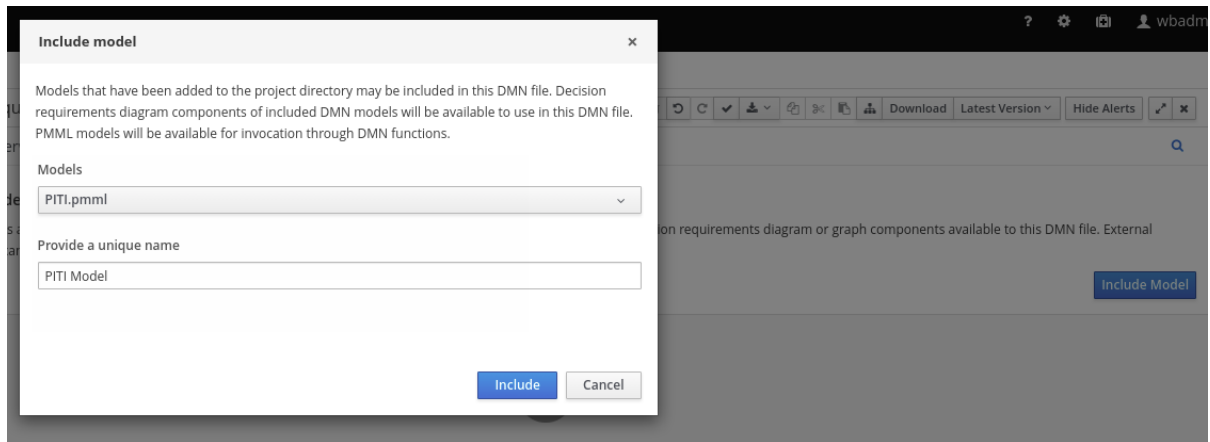 ? wbadm
Include model ×
Models that have been added to the project directory may be included in this DMN file. Decision
requirements diagram components of included DMN models will be available to use in this DMN file.
PMML models will be available for invocation through DMN functions.
Download Latest Version Hide Alerts
Models
PITI.pmml
ion requirements diagram or graph components available to this DMN file. External
Provide a unique name
PITI Model
Include Model
Include Cancel